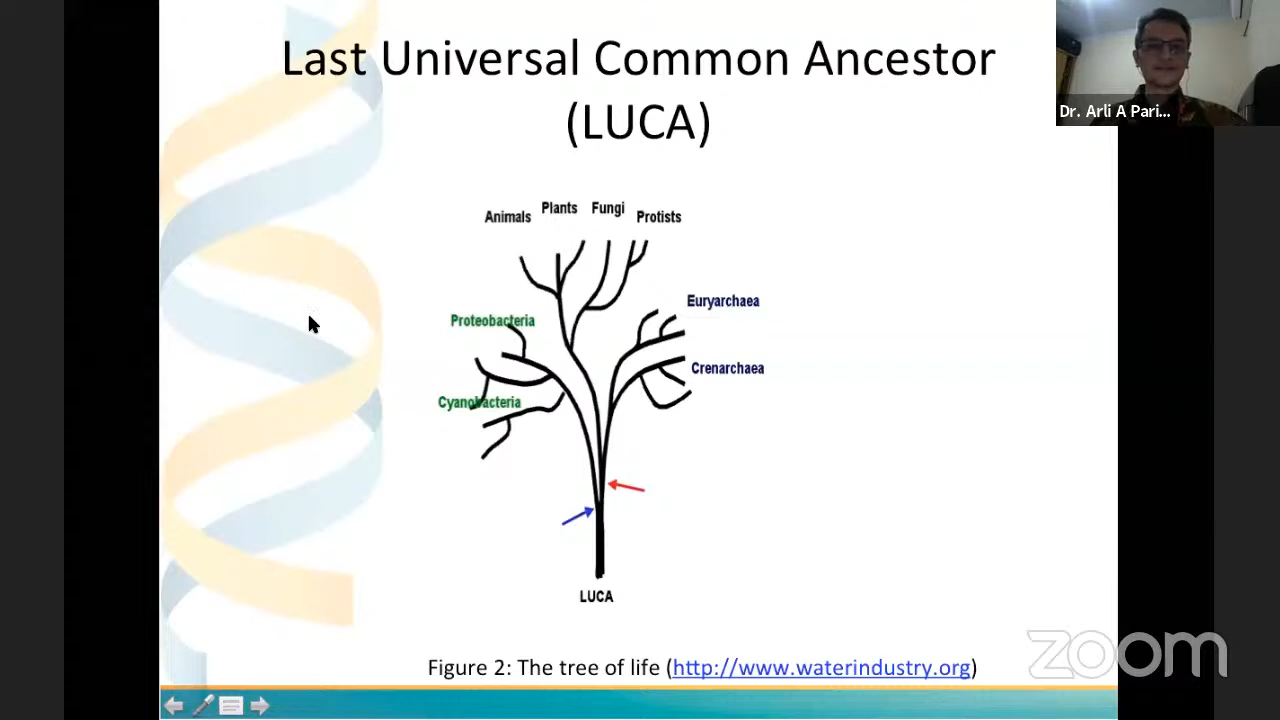 Last Universal Common Ancestor
(LUCA)
Dr. Arli A Pari...
Animals Plants Fungi Protists
Euryarchaea
Proteobacteria
Crenarchaea
Cyanobacteria
LUCA
Figure 2: The tree of life (http://www.waterindustry.org)
zoom